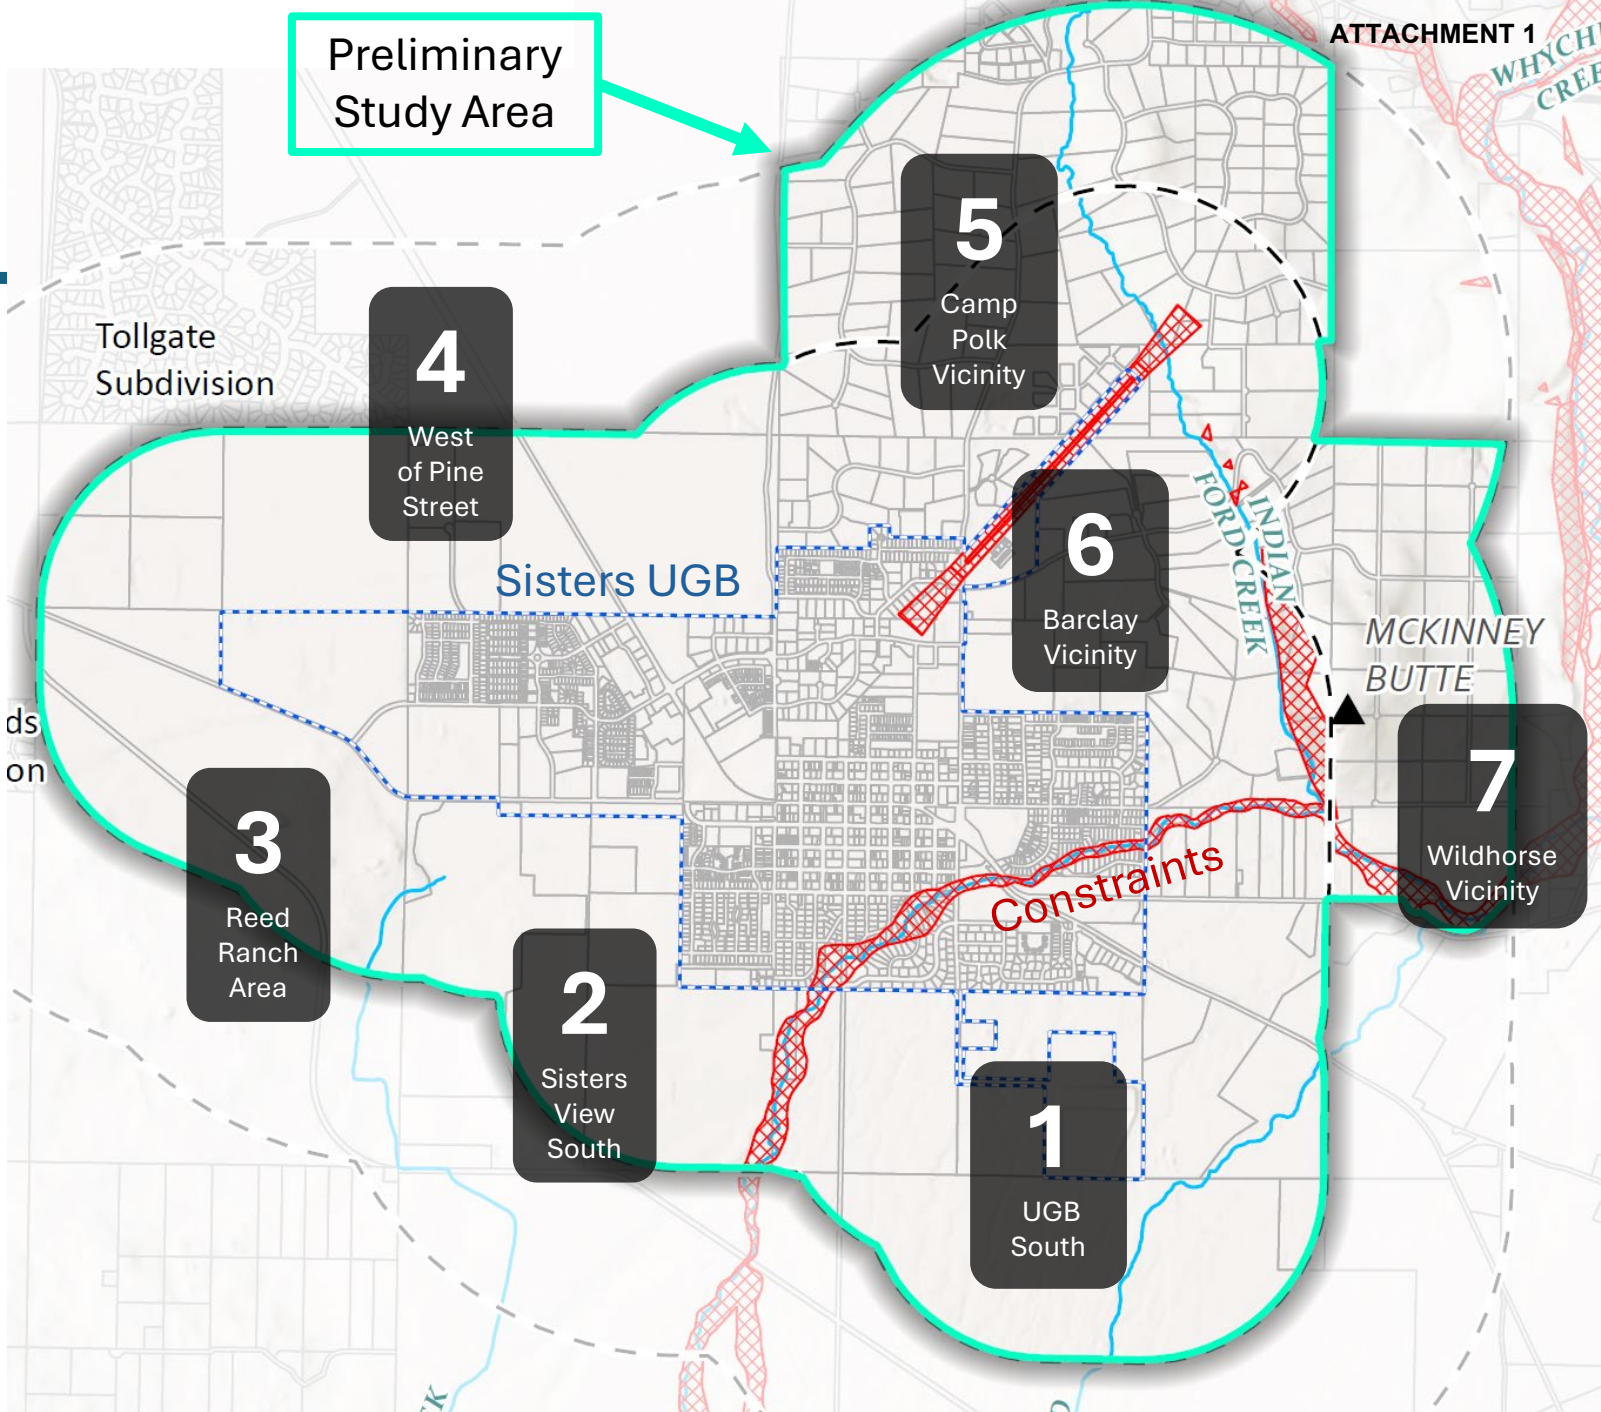 Preliminary
Study Area
ATTACHMENT 1
Tollgate
Subdivision
4
West
of Pine
Street
5
Camp
Polk
Vicinity
Sisters UGB
6
Barclay
Vicinity
INDIAN
FORD CREEK
MCKINNEY
BUTTE
ds
on
3
Reed
Ranch
Area
7
Wildhorse
Vicinity
Constraints
2
Sisters
View
South
1
UGB
South